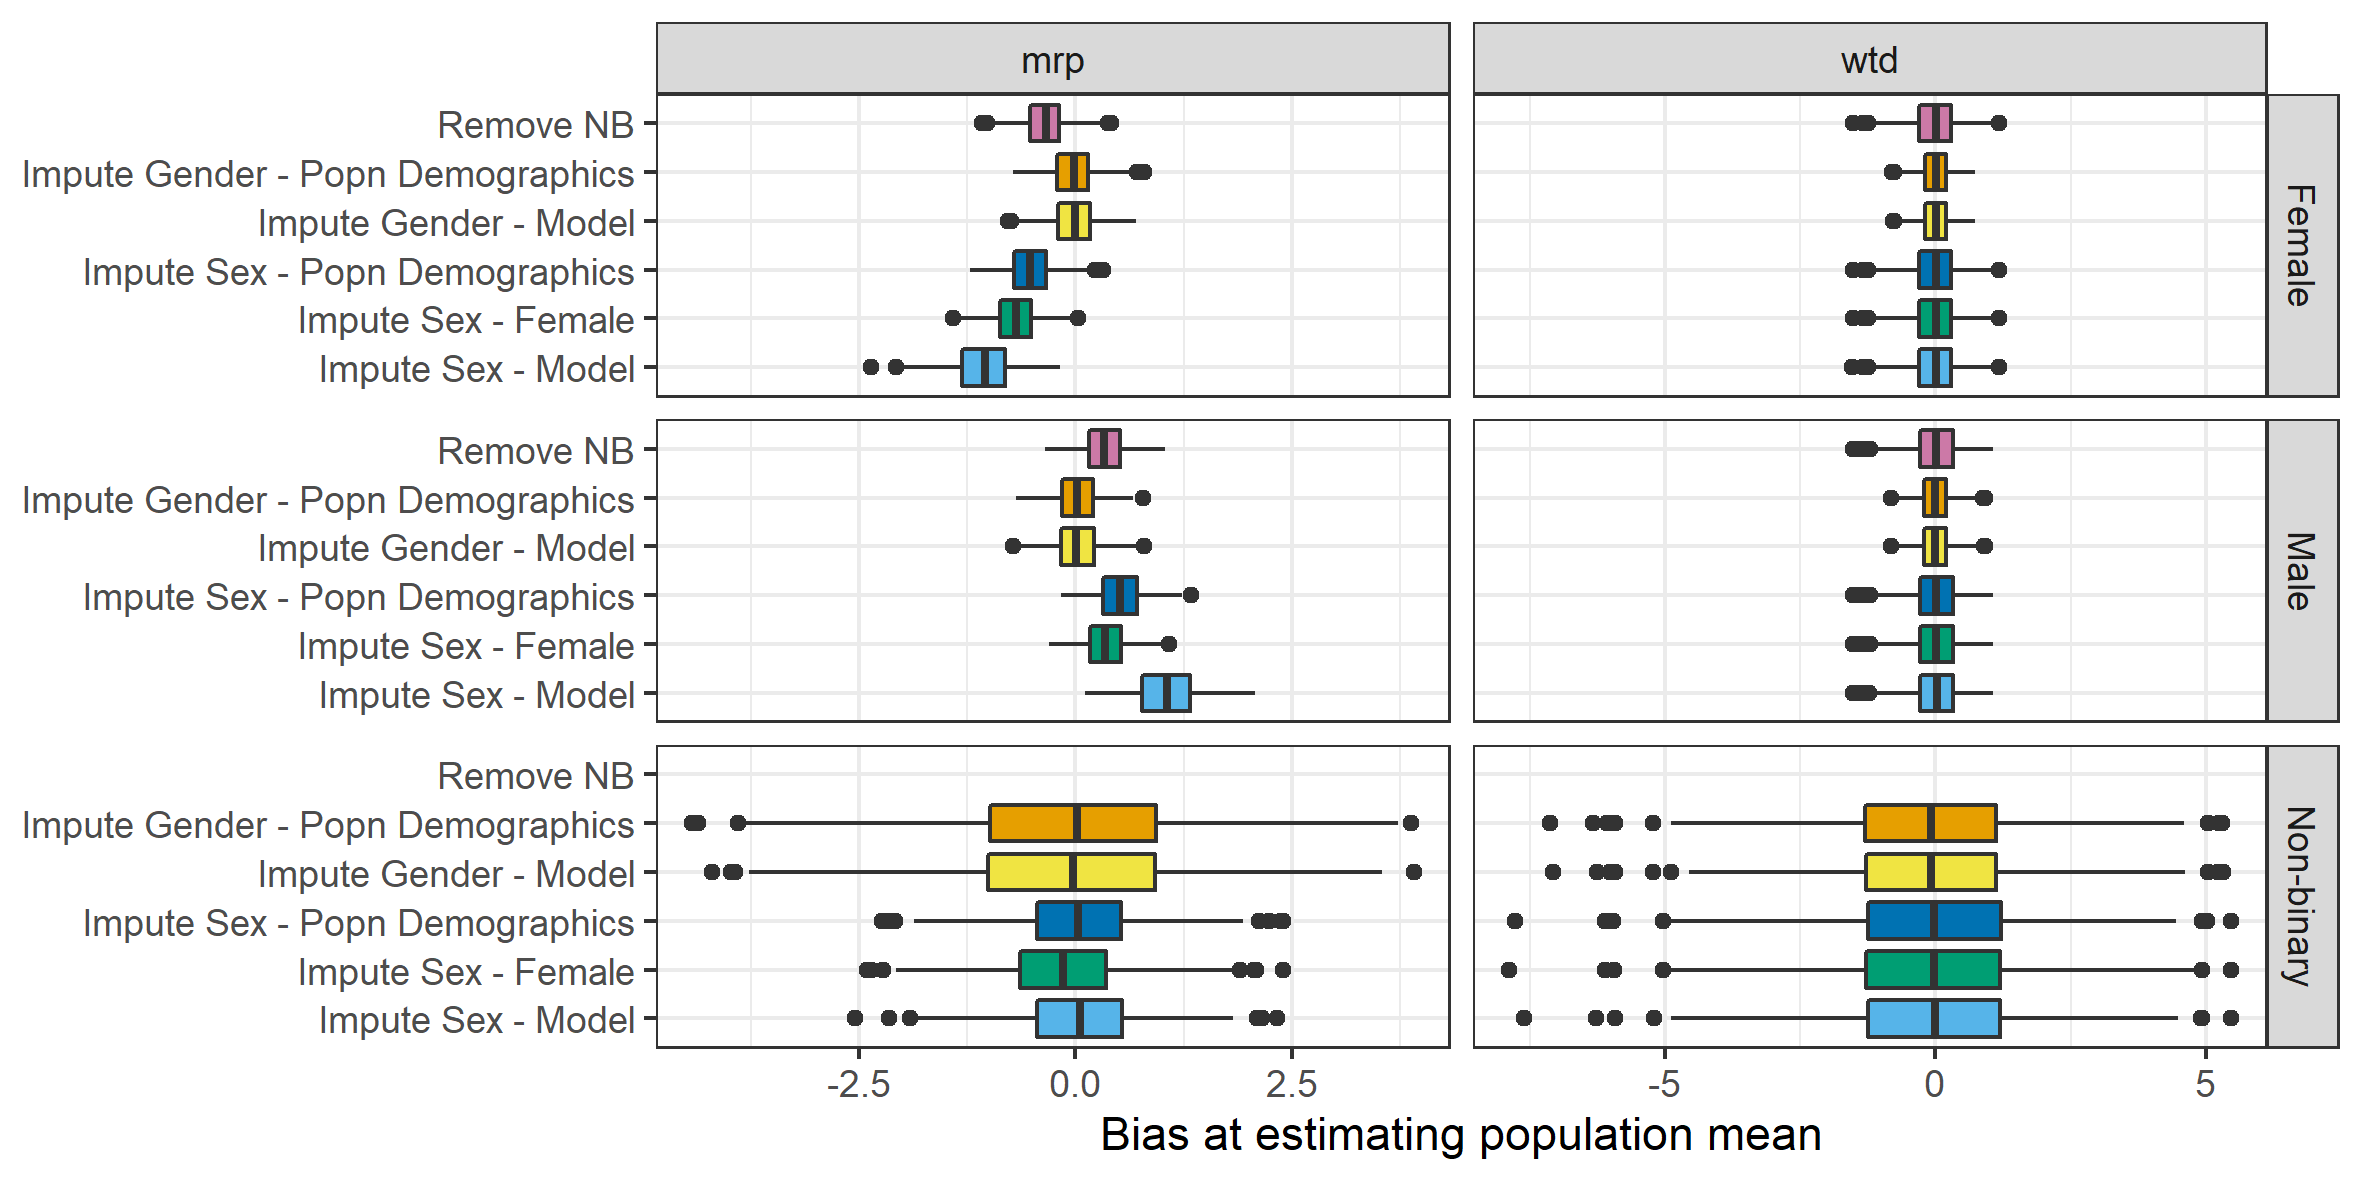 mrp
wtd
Remove NB
Impute Gender - Popn Demographics
Impute Gender - Model
Impute Sex - Popn Demographics
Impute Sex - Female
Impute Sex - Model
Female
Remove NB
Impute Gender - Popn Demographics
Impute Gender - Model
Impute Sex - Popn Demographics
Impute Sex - Female
Impute Sex - Model
Male
Remove NB
Impute Gender - Popn Demographics
Impute Gender - Model
Impute Sex - Popn Demographics
Impute Sex - Female
Impute Sex - Model
Non-binary
-2.5 0.0 2.5
-5 0 5
Bias at estimating population mean